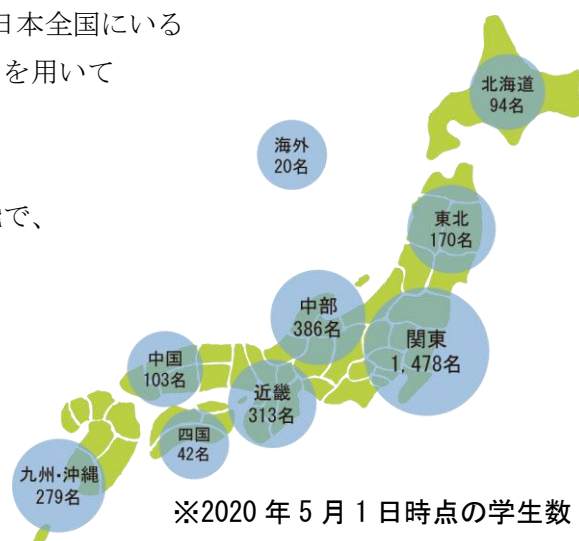 日本全国にいる
を用いて
で、
北海道
94名
海外
20名
東北
170名
中部
386名
関東
1,478名
中国
103名
近畿
313名
四国
42名
九州・沖縄
279名
※2020年5月1日時点の学生数